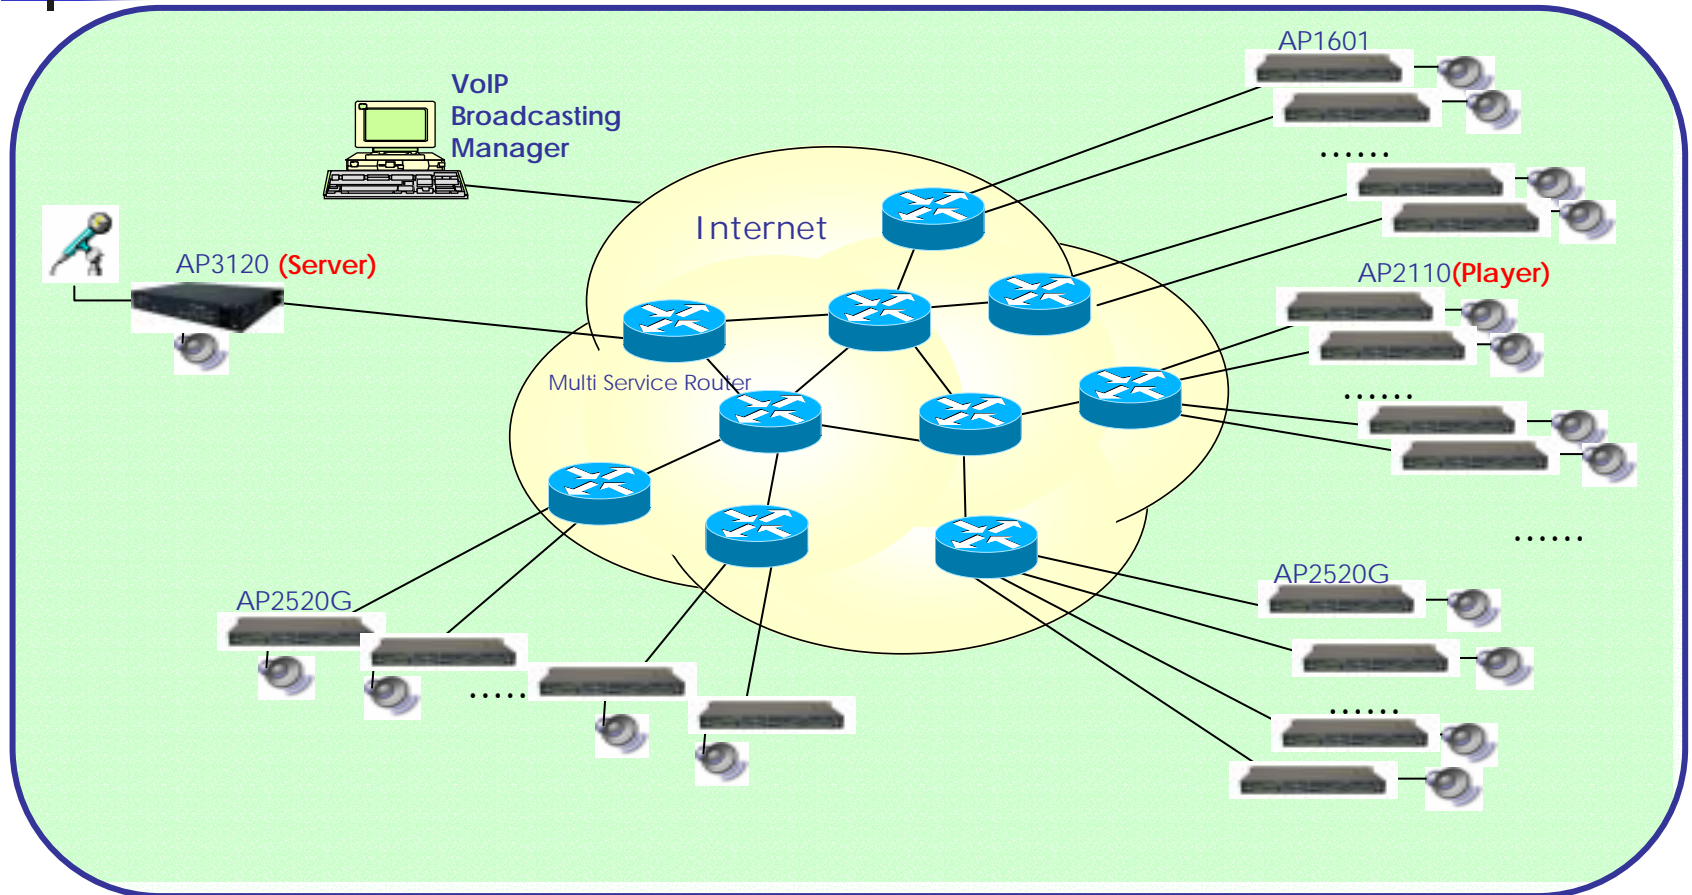 AP1601
VoIP
Broadcasting
Manager
......
Internet
AP3120 (Server)
AP2110(Player)
Multi Service Router
......
......
AP2520G
AP2520G
.....
......